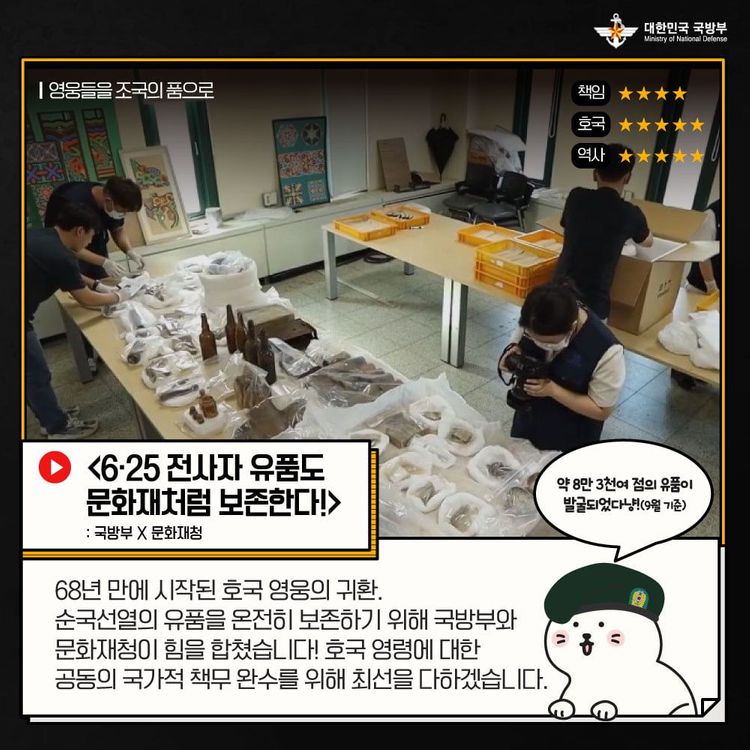 대한민국 국방부
Ministry of National Defense
영웅들을 조국의 품으로
책임 ★★★★
호국 ★★★★★
역사 ★★★★★
<6·25 전사자 유품도
문화재처럼 보존한다!>
: 국방부 X 문화재청
약 8만 3천여 점의 유품이
발굴되었다냥!(9월 기준)
68년 만에 시작된 호국 영웅의 귀환.
순국선열의 유품을 온전히 보존하기 위해 국방부와
문화재청이 힘을 합쳤습니다! 호국 영령에 대한
공동의 국가적 책무 완수를 위해 최선을 다하겠습니다.